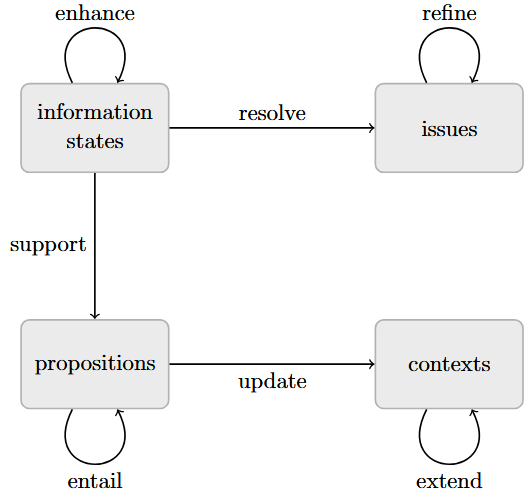 enhance
refine
information
states
resolve
issues
support
propositions
update
contexts
entail
extend